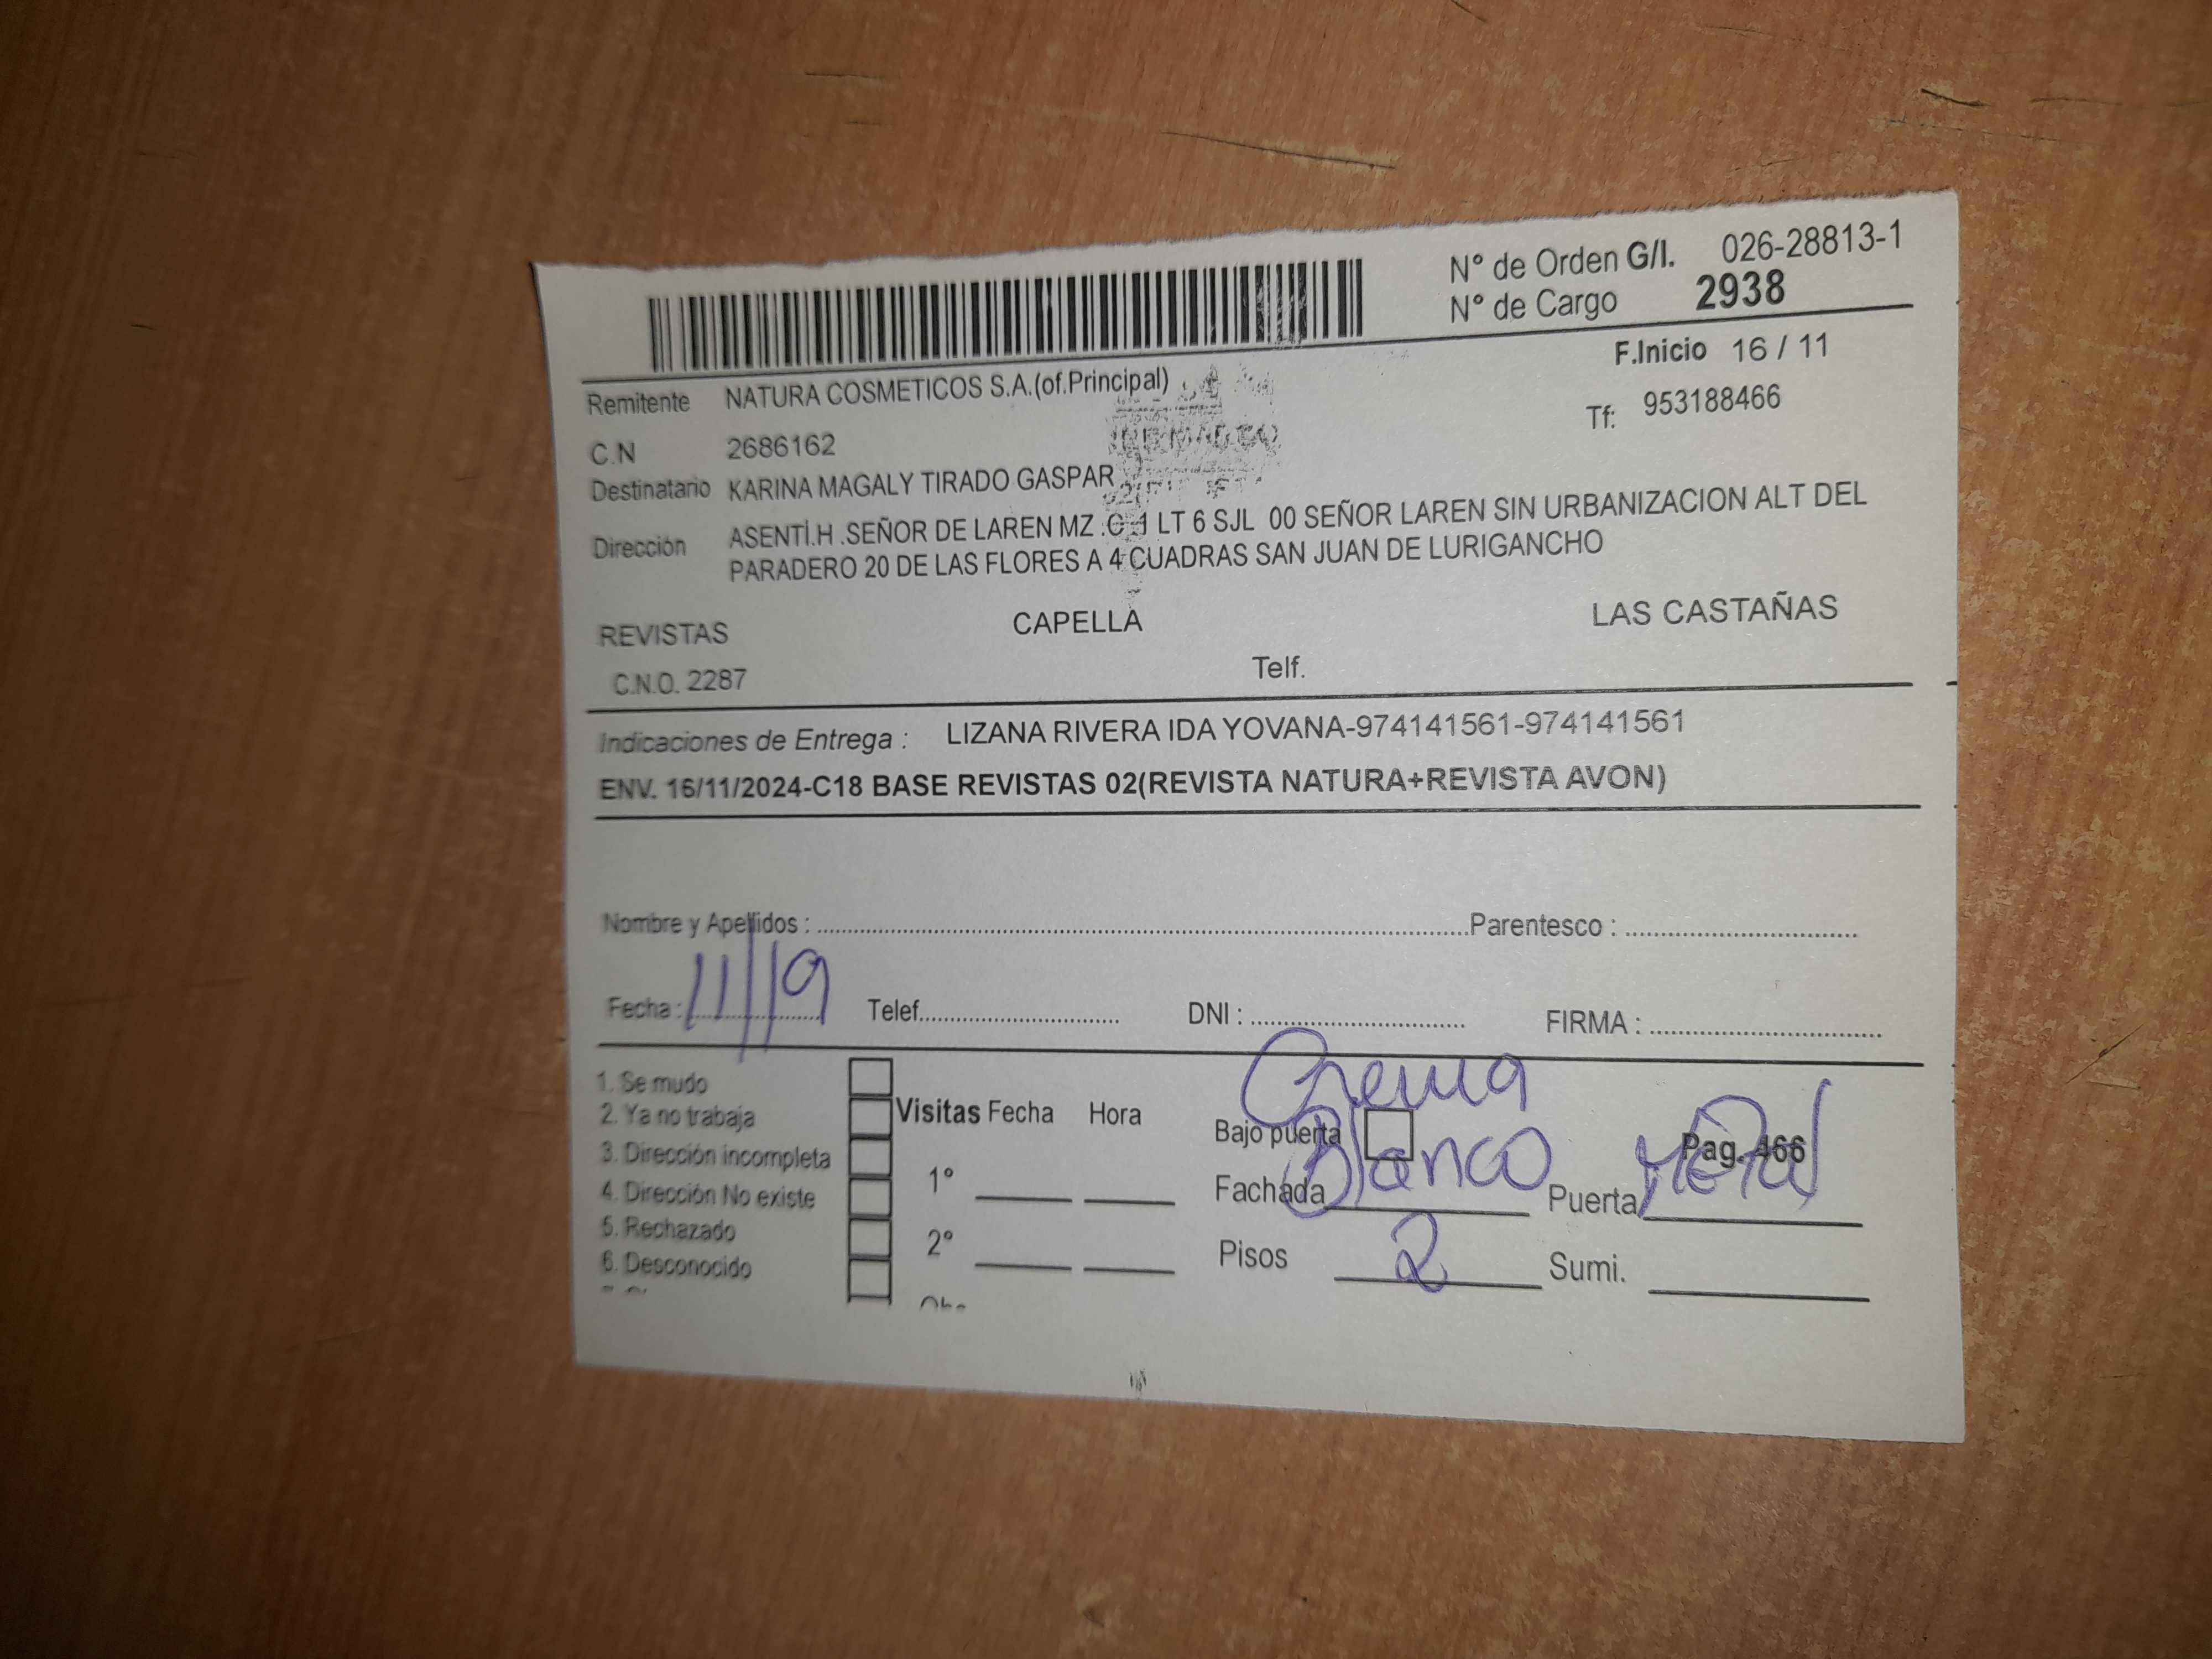 N° de Orden G/I. 026-28813-1
N° de Cargo 2938
F.Inicio 16 / 11
Remitente NATURA COSMETICOS S.A.(of.Principal)
Tf: 953188466
C.N 2686162
Destinatario KARINA MAGALY TIRADO GASPAR
Dirección ASENTÍ.H .SEÑOR DE LAREN MZ .C 1 LT 6 SJL 00 SEÑOR LAREN SIN URBANIZACION ALT DEL
PARADERO 20 DE LAS FLORES A 4 CUADRAS SAN JUAN DE LURIGANCHO
REVISTAS CAPELLA LAS CASTAÑAS
C.N.O. 2287 Telf.
Indicaciones de Entrega : LIZANA RIVERA IDA YOVANA-974141561-974141561
ENV. 16/11/2024-C18 BASE REVISTAS 02(REVISTA NATURA+REVISTA AVON)
Nombre y Apellidos : Parentesco :
Fecha : 11/19 Telef. DNI : FIRMA :
1. Se mudo
2. Ya no trabaja
3. Dirección incompleta
4. Dirección No existe
5. Rechazado
6. Desconocido
Visitas Fecha Hora
1°
2°
Crema
Bajo puerta Pag. 466
Fachada Blanco Puerta Metal
Pisos 2 Sumi.